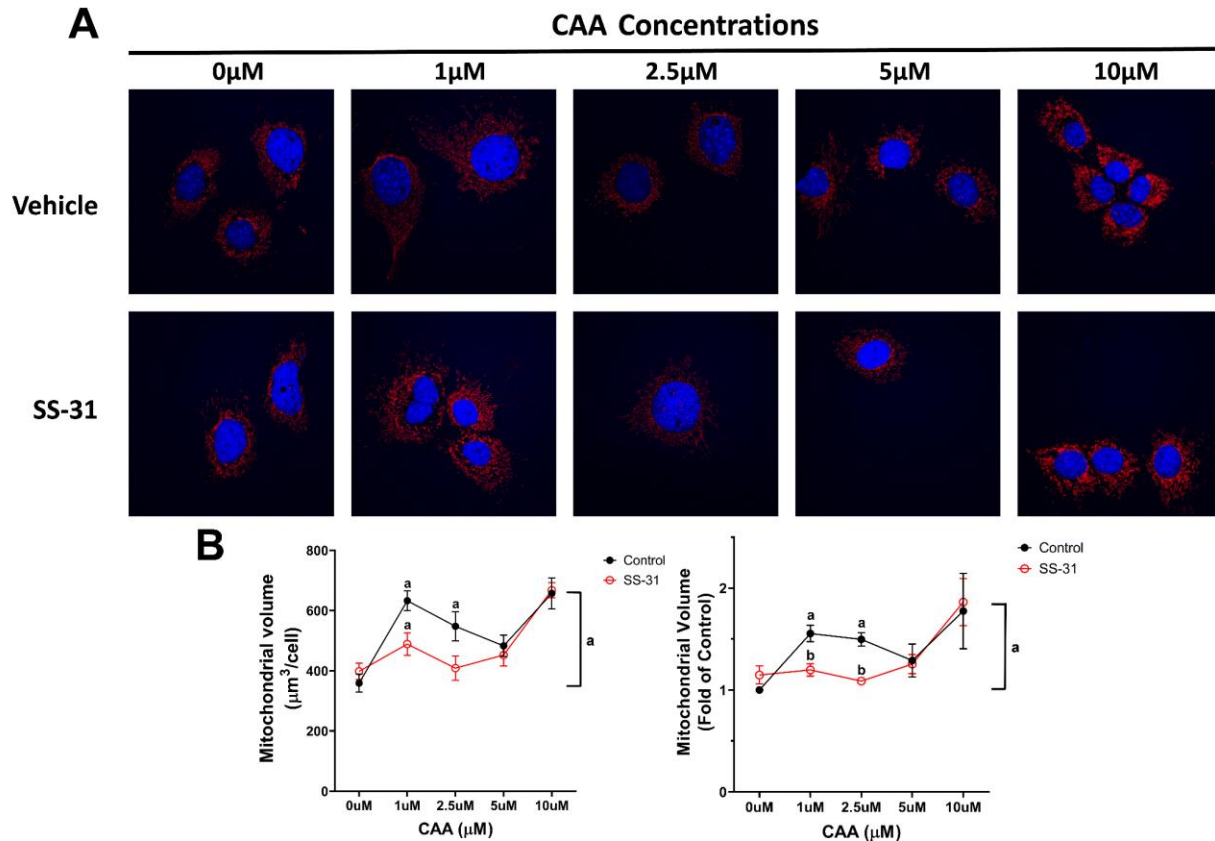 A
CAA Concentrations
0μM 1μM 2.5μM 5μM 10μM
Vehicle
SS-31
B
Mitochondrial volume
(μm³/cell)
800
600
400
200
0
a
a
a
Control
SS-31
a
0uM 1uM 2.5uM 5uM 10uM
CAA (μM)
Mitochondrial Volume
(Fold of Control)
2
1
0
a
a
b
b
Control
SS-31
a
0uM 1uM 2.5uM 5uM 10uM
CAA (μM)